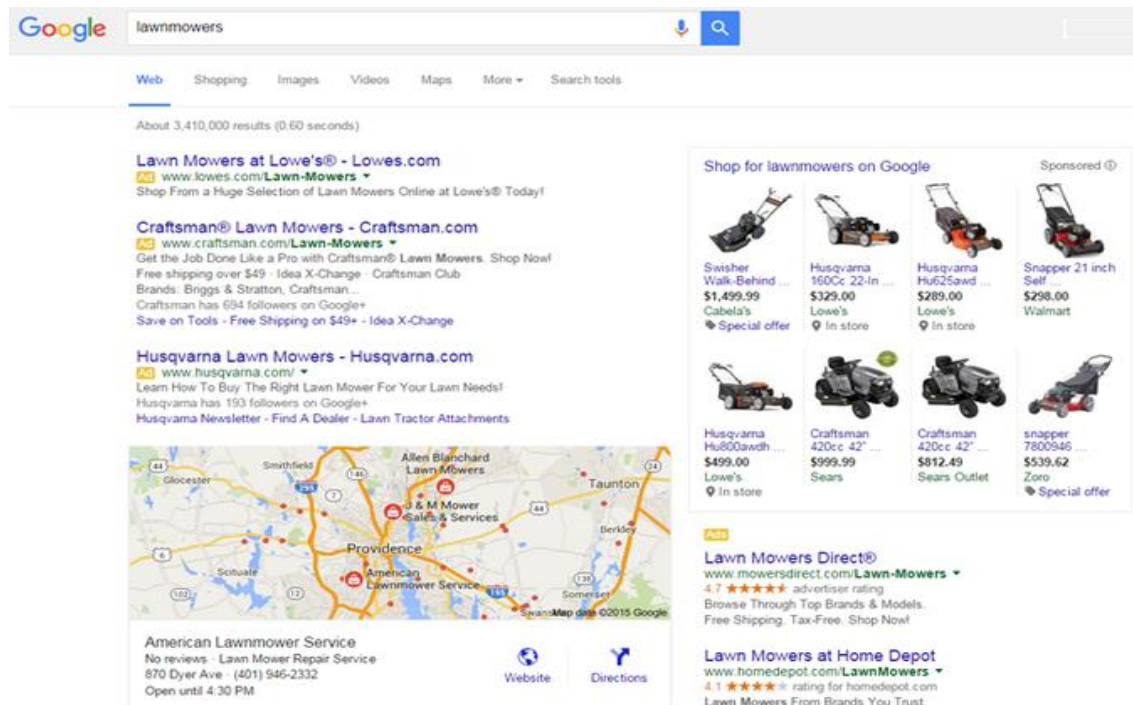 Google
lawnmowers
Web Shopping Images Videos Maps More Search tools
About 3,410,000 results (0.60 seconds)
Lawn Mowers at Lowe's® - Lowes.com
Ad www.lowes.com/Lawn-Mowers
Shop From a Huge Selection of Lawn Mowers Online at Lowe's® Today!
Craftsman® Lawn Mowers - Craftsman.com
Ad www.craftsman.com/Lawn-Mowers
Get the Job Done Like a Pro with Craftsman® Lawn Mowers. Shop Now!
Free shipping over $49 · Idea X-Change · Craftsman Club
Brands: Briggs & Stratton, Craftsman...
Craftsman has 694 followers on Google+
Save on Tools - Free Shipping on $49+ - Idea X-Change
Husqvarna Lawn Mowers - Husqvarna.com
Ad www.husqvarna.com/
Learn How To Buy The Right Lawn Mower For Your Lawn Needs!
Husqvarna has 193 followers on Google+
Husqvarna Newsletter - Find A Dealer - Lawn Tractor Attachments
44
Smithfield
146
Allen Blanchard
Lawn Mowers
24
Glocester
295
7
Taunton
J & M Mower
Sales & Services
44
Berkley
6
Providence
Scituate
American
Lawnmower Service
138
102
12
195
Somerset
Swansea
Map data ©2015 Google
American Lawnmower Service
No reviews · Lawn Mower Repair Service
870 Dyer Ave · (401) 946-2332
Open until 4:30 PM
Website
Directions
Shop for lawnmowers on Google
Sponsored
Swisher
Walk-Behind ...
$1,499.99
Cabela's
Special offer
Husqvarna
160Cc 22-In ...
$329.00
Lowe's
In store
Husqvarna
Hu625awd ...
$289.00
Lowe's
In store
Snapper 21 inch
Self ...
$298.00
Walmart
Husqvarna
Hu800awdh ...
$499.00
Lowe's
In store
Craftsman
420cc 42" ...
$999.99
Sears
Craftsman
420cc 42" ...
$812.49
Sears Outlet
snapper
7800946 ...
$539.62
Zoro
Special offer
Ads
Lawn Mowers Direct®
www.mowersdirect.com/Lawn-Mowers
4.7 advertiser rating
Browse Through Top Brands & Models.
Free Shipping. Tax-Free. Shop Now!
Lawn Mowers at Home Depot
www.homedepot.com/LawnMowers
4.1 rating for homedepot.com
Lawn Mowers From Brands You Trust.